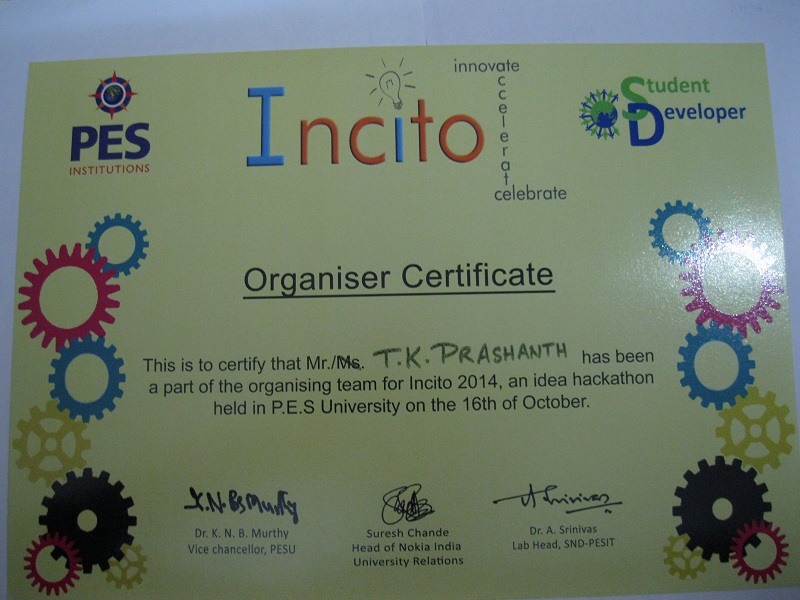 PES
INSTITUTIONS
Incito
innovate
ccelerat
celebrate
Student
Developer
Organiser Certificate
This is to certify that Mr./Ms. T.K. PRASHANTH has been
a part of the organising team for Incito 2014, an idea hackathon
held in P.E.S University on the 16th of October.
K.N.BSMurthy
A Srinivas
Dr. K. N. B. Murthy
Vice chancellor, PESU
Suresh Chande
Head of Nokia India
University Relations
Dr. A. Srinivas
Lab Head, SND-PESIT